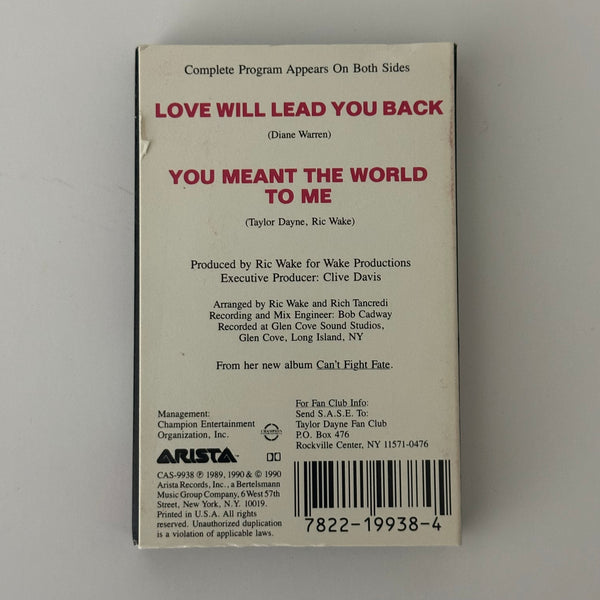 Complete Program Appears On Both Sides
LOVE WILL LEAD YOU BACK
(Diane Warren)
YOU MEANT THE WORLD
TO ME
(Taylor Dayne, Ric Wake)
Produced by Ric Wake for Wake Productions
Executive Producer: Clive Davis
Arranged by Ric Wake and Rich Tancredi
Recording and Mix Engineer: Bob Cadway
Recorded at Glen Cove Sound Studios,
Glen Cove, Long Island, NY
From her new album Can't Fight Fate.
Management:
Champion Entertainment
Organization, Inc.
CHAMPION
For Fan Club Info:
Send S.A.S.E. To:
Taylor Dayne Fan Club
P.O. Box 476
Rockville Center, NY 11571-0476
ARISTA™
CAS-9938 ℗ 1989, 1990 & © 1990
Arista Records, Inc., a Bertelsmann
Music Group Company, 6 West 57th
Street, New York, N.Y. 10019.
Printed in U.S.A. All rights
reserved. Unauthorized duplication
is a violation of applicable laws.
7822-19938-4